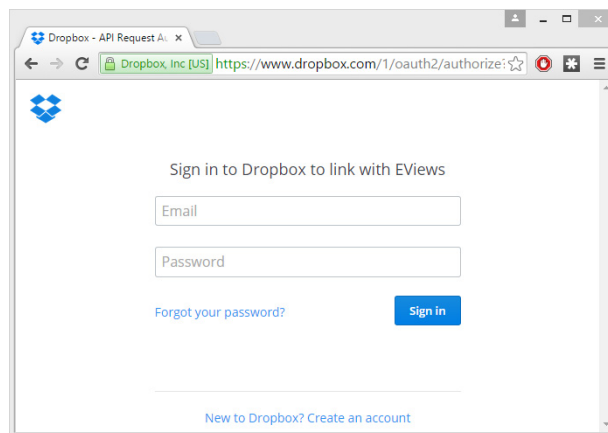 Dropbox - API Request Au
Dropbox, Inc [US] https://www.dropbox.com/1/oauth2/authorize?
Sign in to Dropbox to link with EViews
Email
Password
Forgot your password?
Sign in
New to Dropbox? Create an account